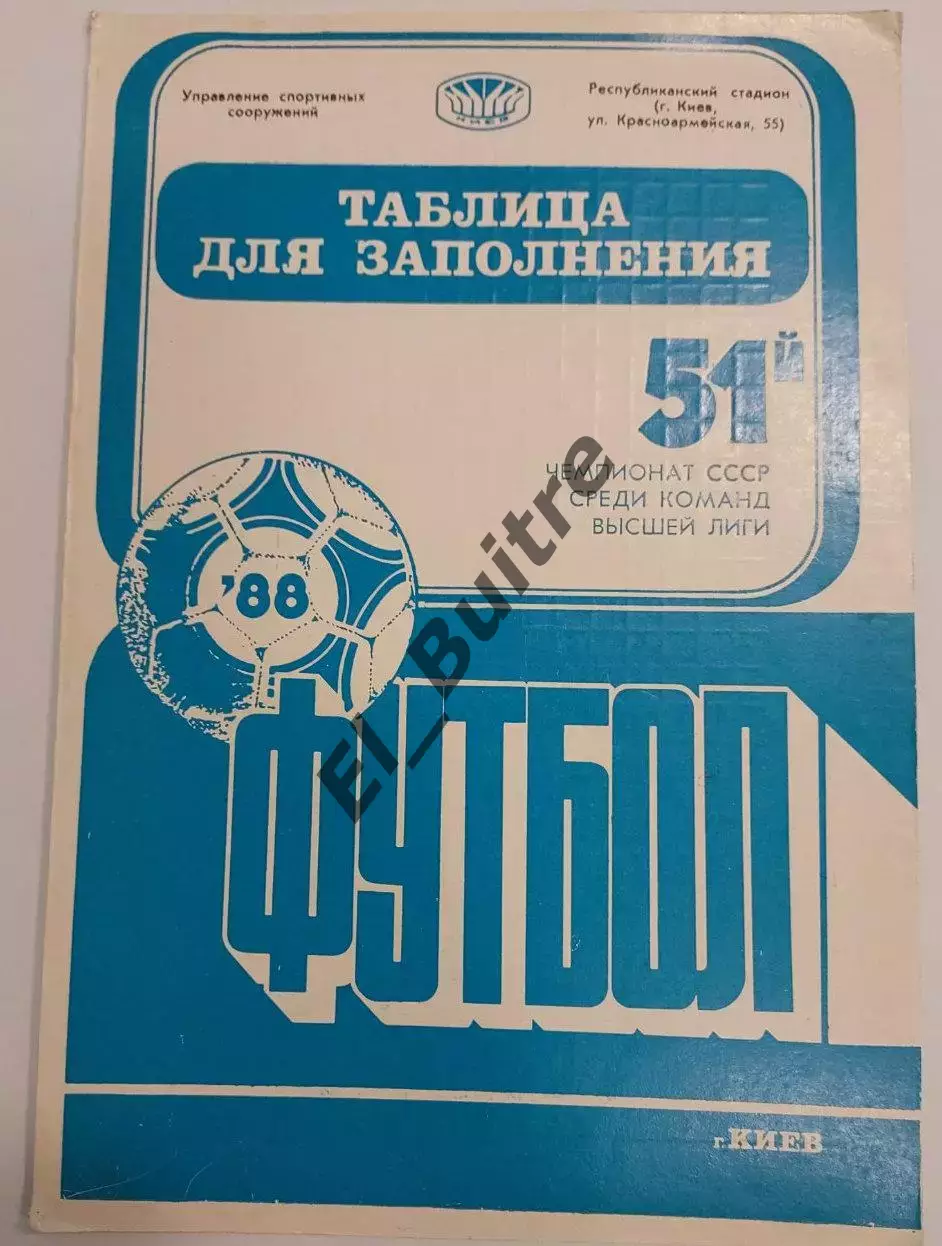 Управление спортивных
сооружений
КИЕВ
Республиканский стадион
(г. Киев,
ул. Красноармейская, 55)
ТАБЛИЦА
ДЛЯ ЗАПОЛНЕНИЯ
51й
ЧЕМПИОНАТ СССР
СРЕДИ КОМАНД
ВЫСШЕЙ ЛИГИ
'88
El_Buitre
ФУТБОЛ
г. КИЕВ